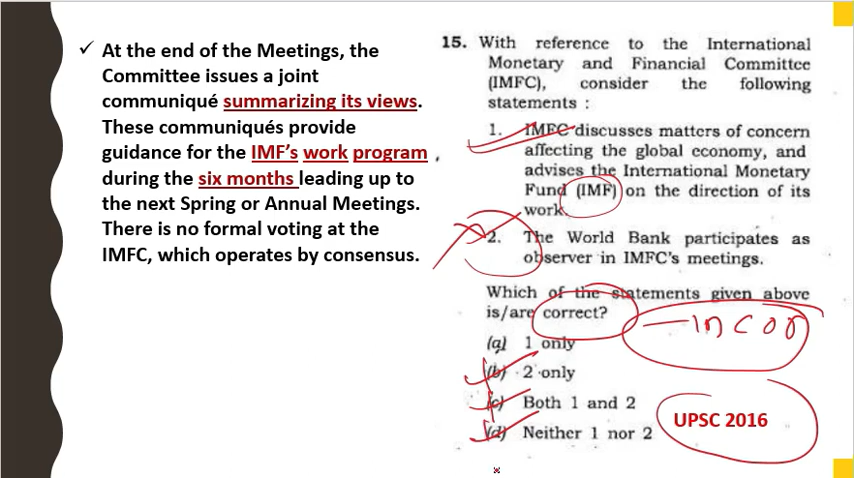 ✓ At the end of the Meetings, the
Committee issues a joint
communiqué summarizing its views.
These communiqués provide
guidance for the IMF's work program
during the six months leading up to
the next Spring or Annual Meetings.
There is no formal voting at the
IMFC, which operates by consensus.
15. With reference to the International
Monetary and Financial Committee
(IMFC), consider the following
statements :
1. IMFC discusses matters of concern
affecting the global economy, and
advises the International Monetary
Fund (IMF) on the direction of its
work.
2. The World Bank participates as
observer in IMFC's meetings.
Which of the statements given above
is/are correct?
— incorr
(a) 1 only
(b) 2 only
(c) Both 1 and 2
(d) Neither 1 nor 2
UPSC 2016